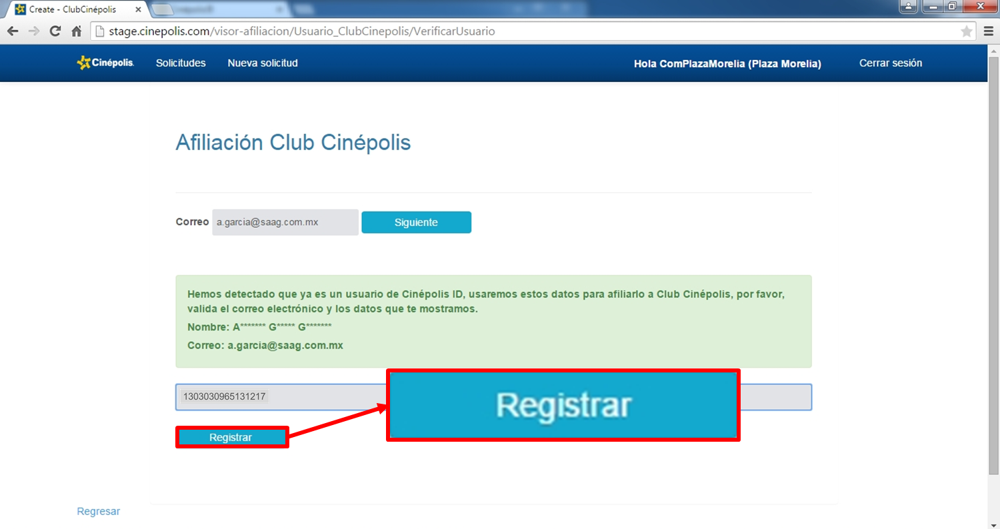 Create - ClubCinépolis
stage.cinepolis.com/visor-afiliacion/Usuario_ClubCinepolis/VerificarUsuario
Cinépolis.
Solicitudes
Nueva solicitud
Hola ComPlazaMorelia (Plaza Morelia)
Cerrar sesión
Afiliación Club Cinépolis
Correo a.garcia@saag.com.mx Siguiente
Hemos detectado que ya es un usuario de Cinépolis ID, usaremos estos datos para afiliarlo a Club Cinépolis, por favor,
valida el correo electrónico y los datos que te mostramos.
Nombre: A******* G***** G*******
Correo: a.garcia@saag.com.mx
1303030965131217
Registrar
Registrar
Regresar